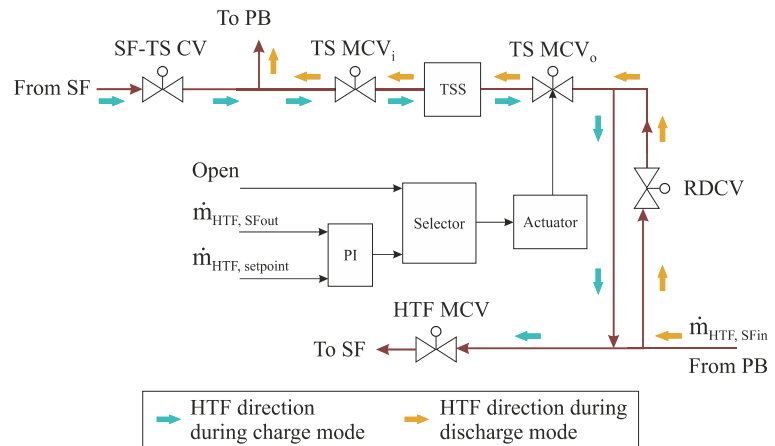 To PB
SF-TS CV
TS MCVi
TS MCVo
From SF
TSS
Open
ṁHTF, SFout
ṁHTF, setpoint
PI
Selector
Actuator
RDCV
HTF MCV
ṁHTF, SFin
To SF
From PB
HTF direction
during charge mode
HTF direction during
discharge mode